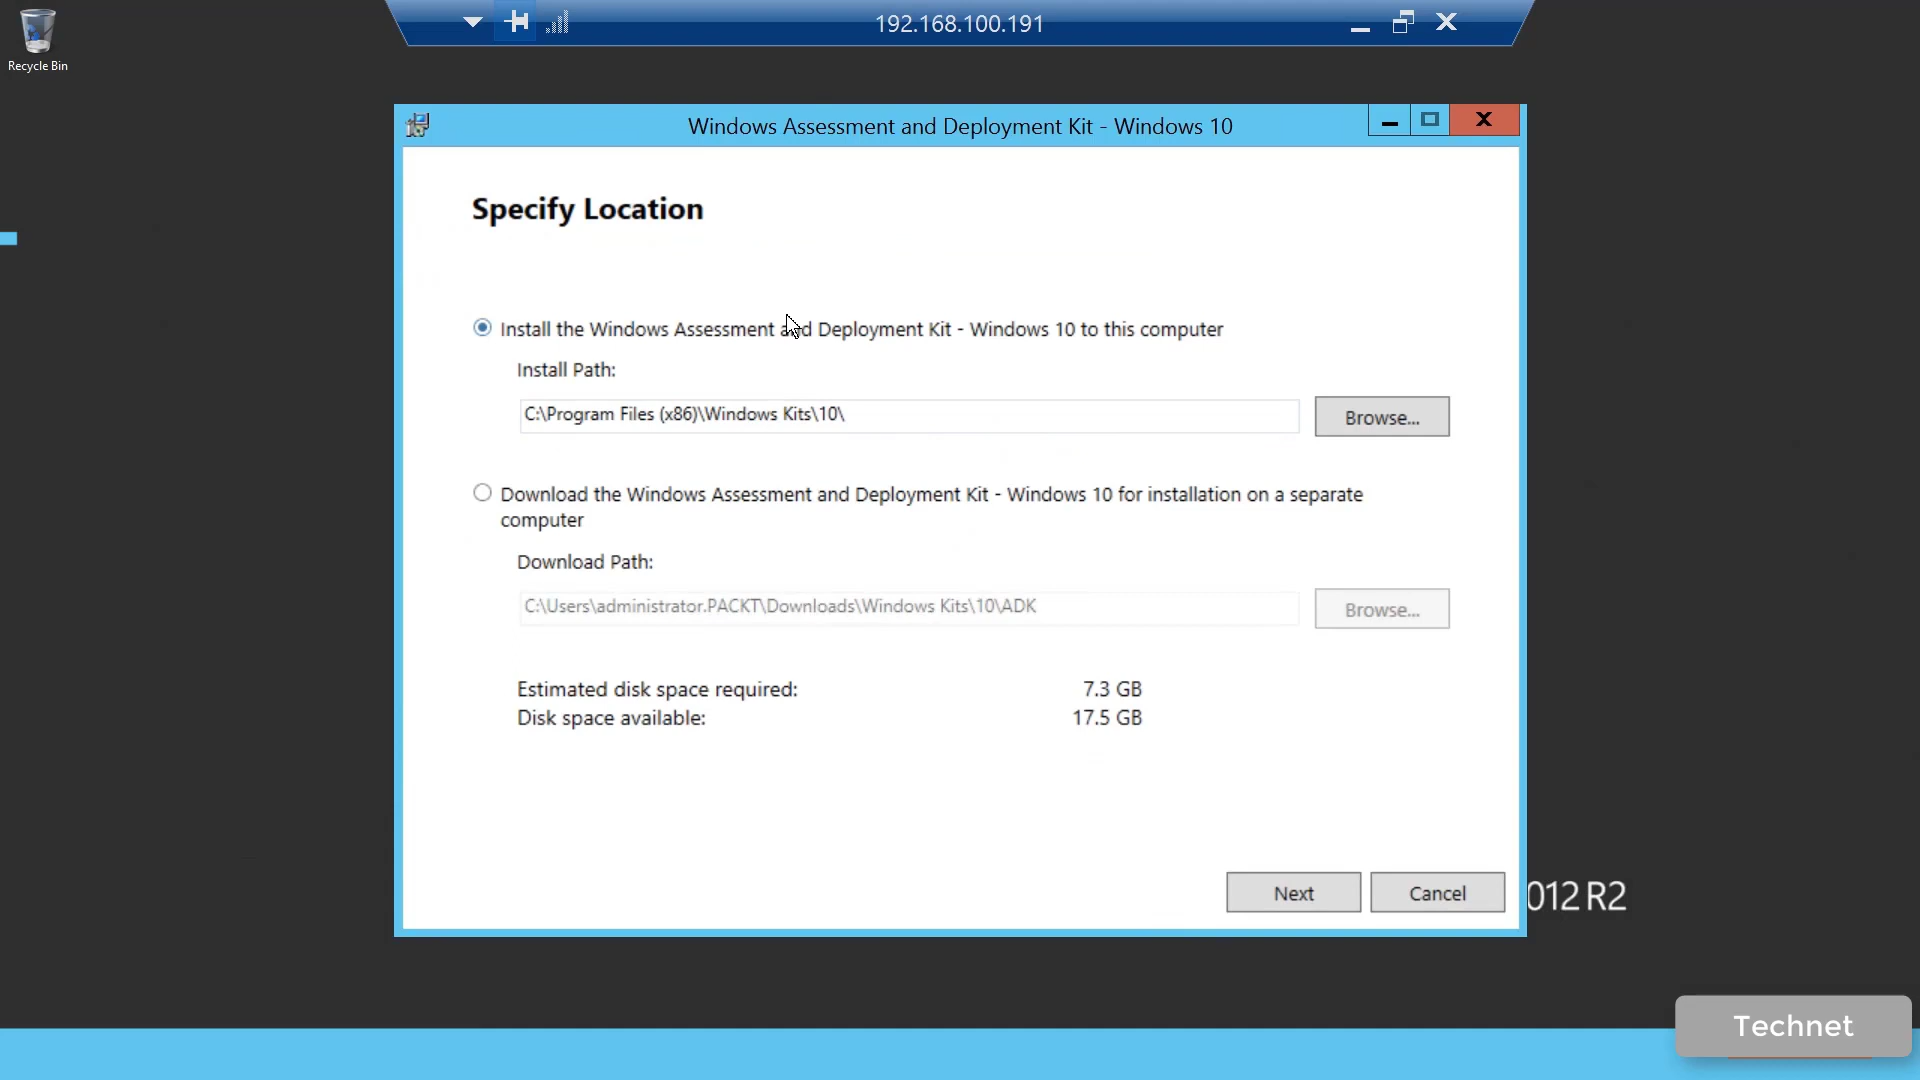 192.168.100.191
Recycle Bin
Windows Assessment and Deployment Kit - Windows 10
Specify Location
Install the Windows Assessment and Deployment Kit - Windows 10 to this computer
Install Path:
C:\Program Files (x86)\Windows Kits\10\
Browse...
Download the Windows Assessment and Deployment Kit - Windows 10 for installation on a separate
computer
Download Path:
C:\Users\administrator.PACKT\Downloads\Windows Kits\10\ADK
Browse...
Estimated disk space required: 7.3 GB
Disk space available: 17.5 GB
Next
Cancel
012 R2
Technet